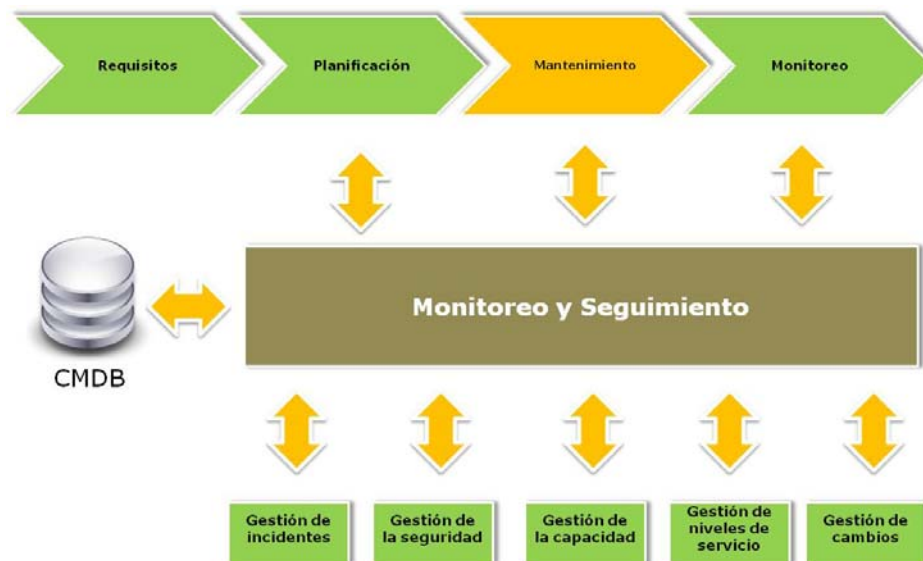 Requisitos
Planificación
Mantenimiento
Monitoreo
Monitoreo y Seguimiento
CMDB
Gestión de
incidentes
Gestión de
la seguridad
Gestión de
la capacidad
Gestión de
niveles de
servicio
Gestión de
cambios